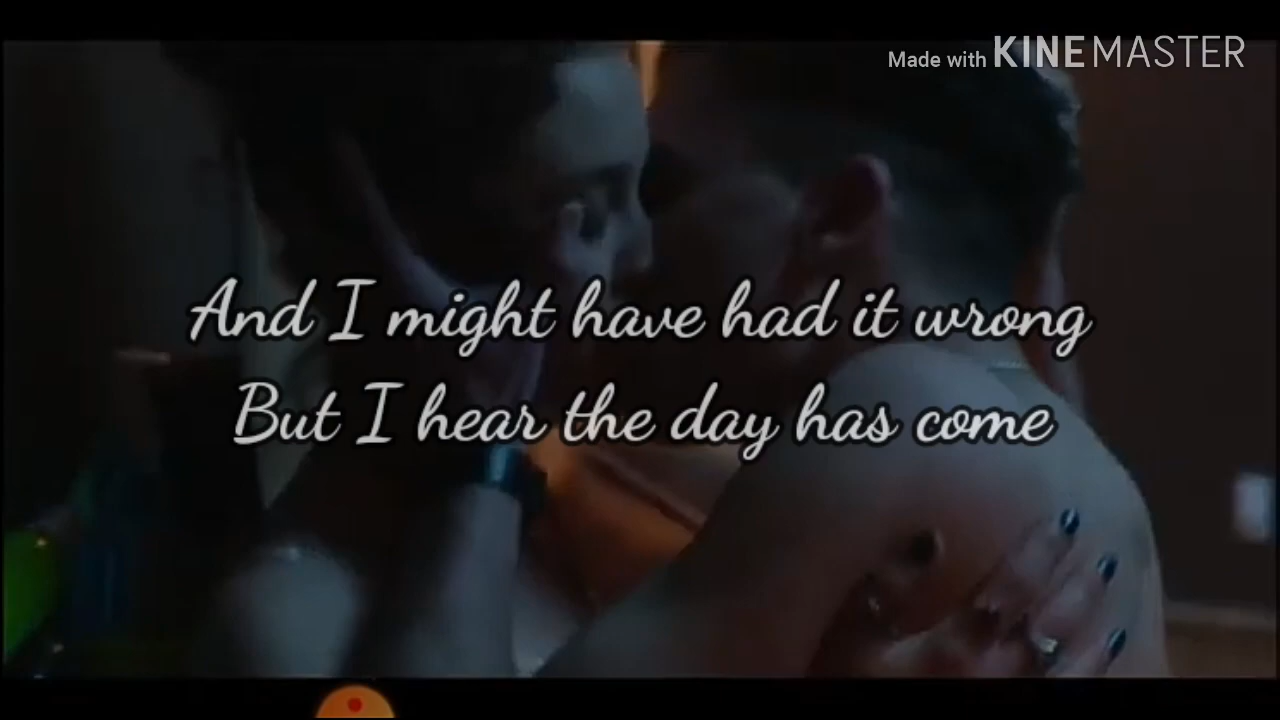 Made with KINEMASTER
And I might have had it wrong
But I hear the day has come